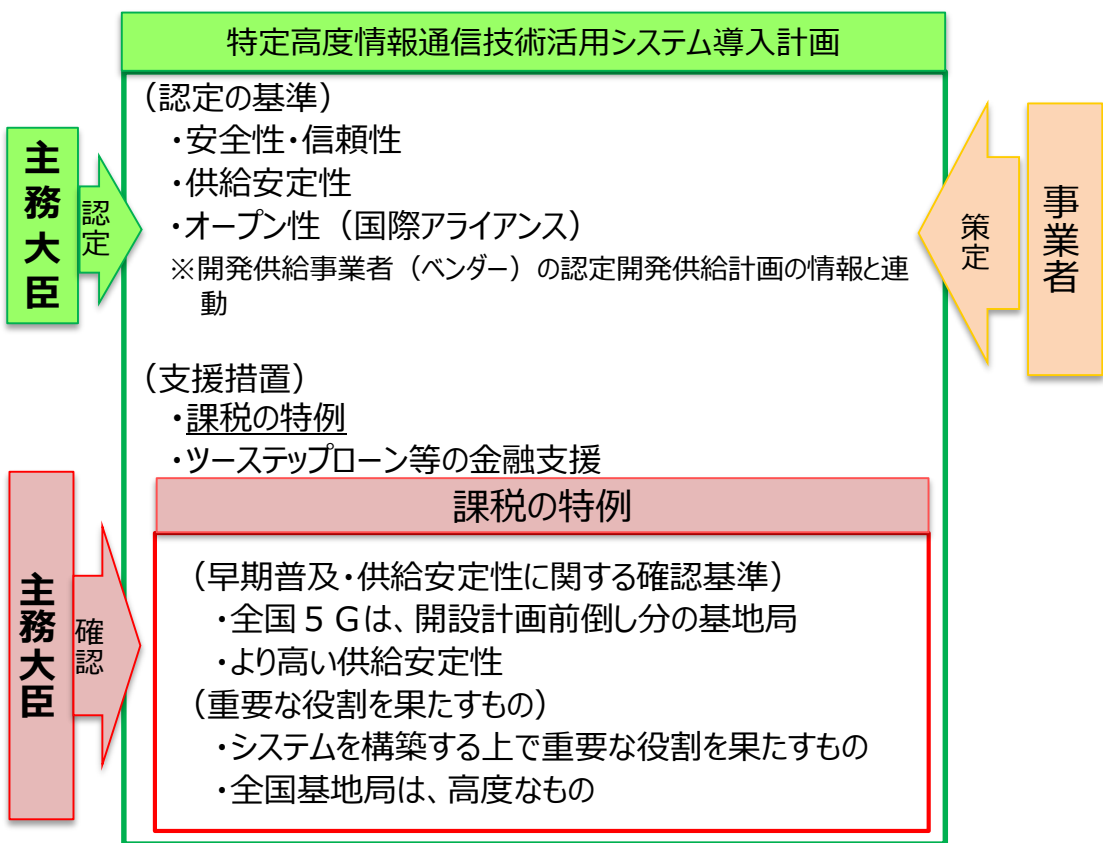 特定高度情報通信技術活用システム導入計画
（認定の基準）
・安全性・信頼性
・供給安定性
・オープン性（国際アライアンス）
※開発供給事業者（ベンダー）の認定開発供給計画の情報と連
動
主務大臣
認定
策定
事業者
（支援措置）
・課税の特例
・ツーステップローン等の金融支援
課税の特例
（早期普及・供給安定性に関する確認基準）
・全国５Ｇは、開設計画前倒し分の基地局
・より高い供給安定性
（重要な役割を果たすもの）
・システムを構築する上で重要な役割を果たすもの
・全国基地局は、高度なもの
主務大臣
確認